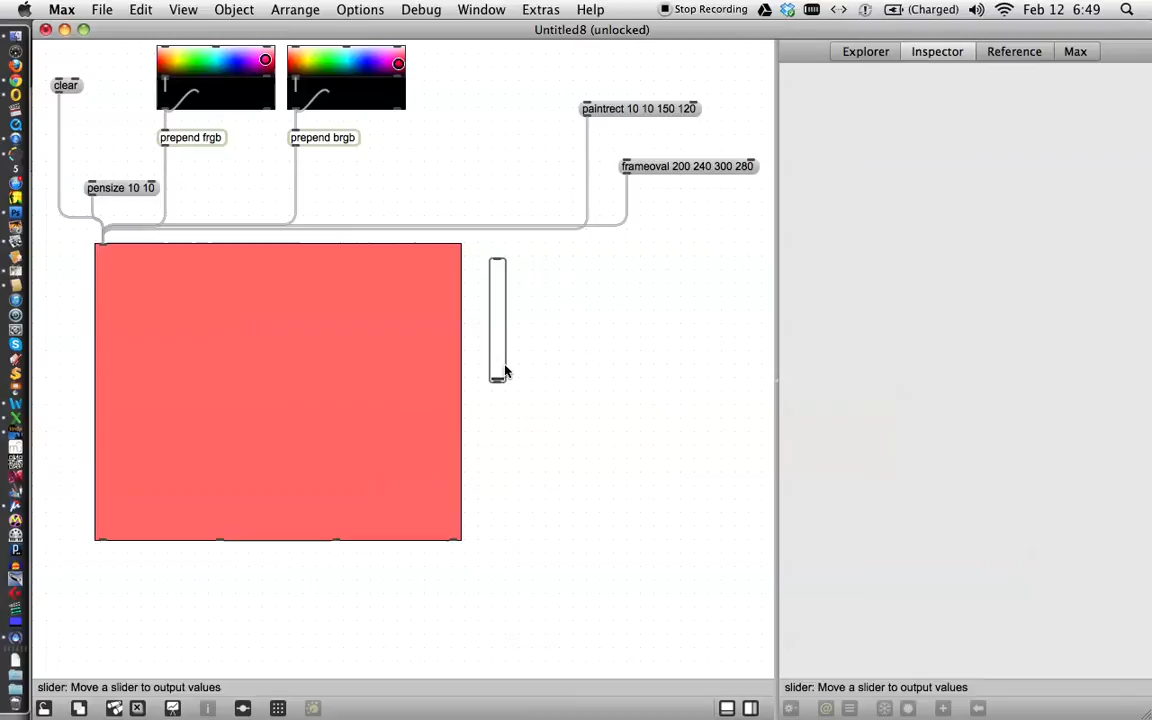 Max File Edit View Object Arrange Options Debug Window Extras Help Stop Recording (Charged) Feb 12 6:49
Untitled8 (unlocked)
Explorer Inspector Reference Max
clear
paintrect 10 10 150 120
prepend frgb prepend brgb
frameoval 200 240 300 280
pensize 10 10
slider: Move a slider to output values
slider: Move a slider to output values